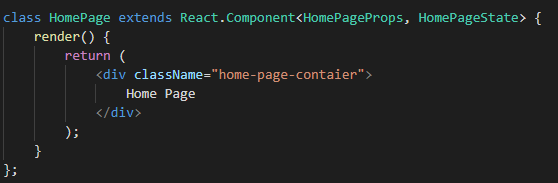 class HomePage extends React.Component<HomePageProps, HomePageState> {
    render() {
        return (
            <div className="home-page-contaier">
                Home Page
            </div>
        );
    }
};